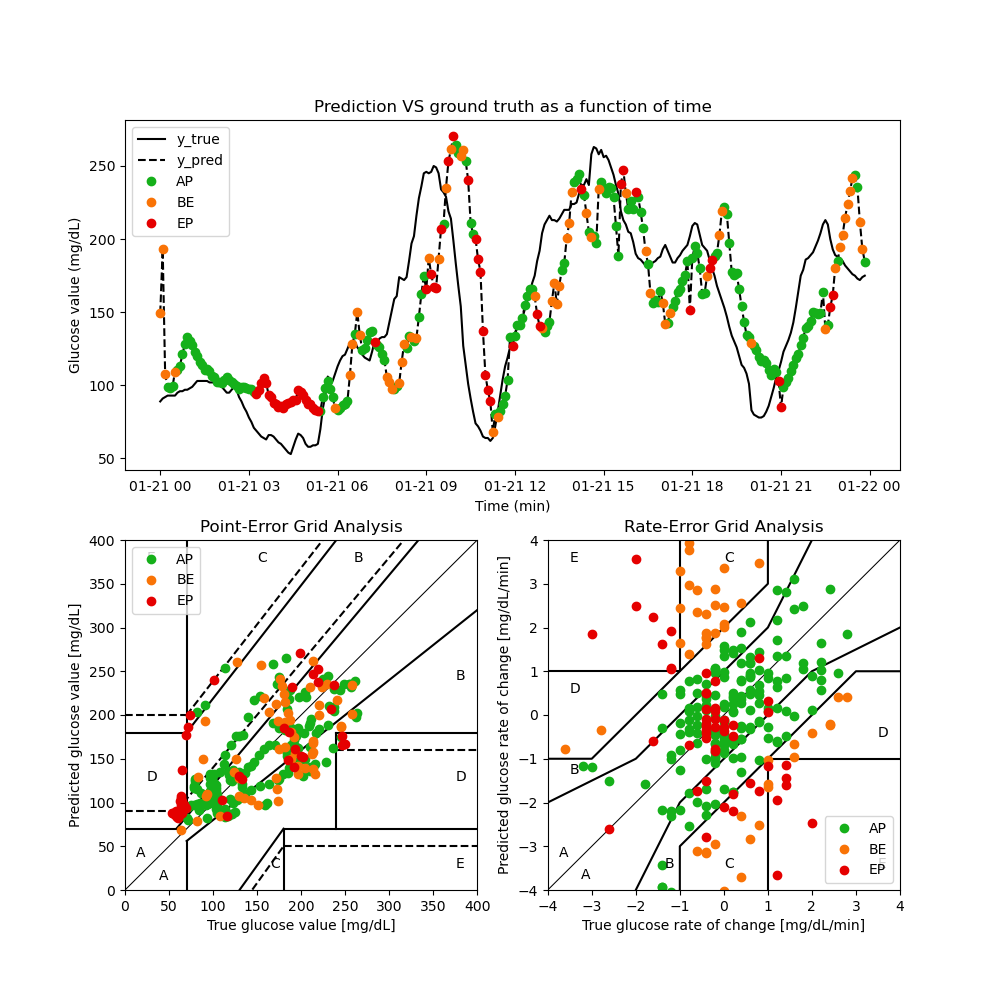 Prediction VS ground truth as a function of time
Glucose value (mg/dL)
250
200
150
100
50
y_true
y_pred
AP
BE
EP
01-21 00 01-21 03 01-21 06 01-21 09 01-21 12 01-21 15 01-21 18 01-21 21 01-22 00
Time (min)
Point-Error Grid Analysis
Predicted glucose value [mg/dL]
400
350
300
250
200
150
100
50
0
AP
BE
EP
C
B
B
D
D
A
A
C
E
0 50 100 150 200 250 300 350 400
True glucose value [mg/dL]
Rate-Error Grid Analysis
Predicted glucose rate of change [mg/dL/min]
4
3
2
1
0
−1
−2
−3
−4
E
C
D
D
B
A
A
B
C
AP
BE
EP
−4 −3 −2 −1 0 1 2 3 4
True glucose rate of change [mg/dL/min]